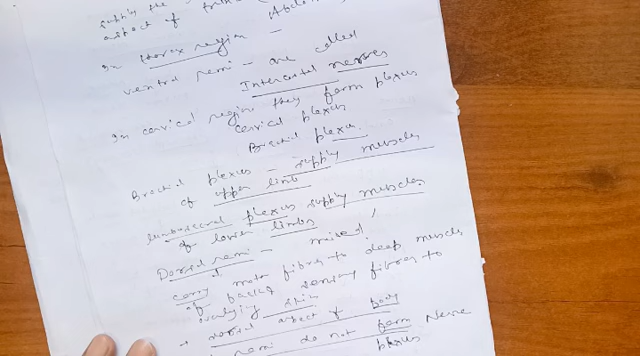 supply the
aspect of - trunk (Abdo
In thorax region -
ventral rami - are called
Intercostal nerves
In cervical region they form plexus
Cervical plexus
Brachial plexus
Brachial plexus - supply muscles
of upper limb
lumbosacral plexus supply muscles
of lower limbs
Dorsal rami - mixed.
carry motor fibres to deep muscles
of back & sensory fibres to
overlying skin
dorsal aspect of body
rami do not form Nerve
plexus